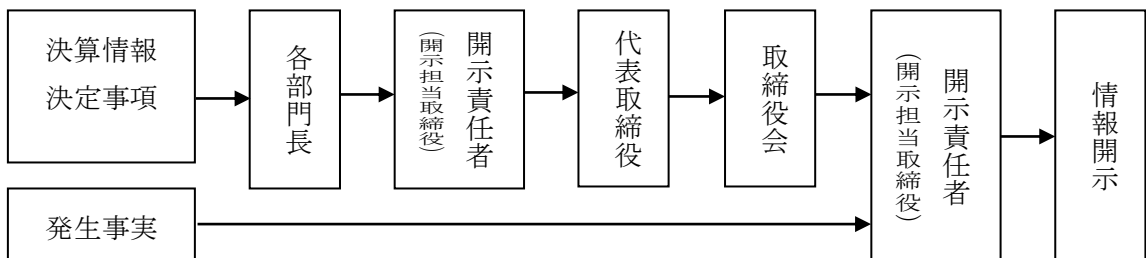 決算情報
決定事項
各部門長
開示責任者
(開示担当取締役)
代表取締役
取締役会
開示責任者
(開示担当取締役)
情報開示
発生事実